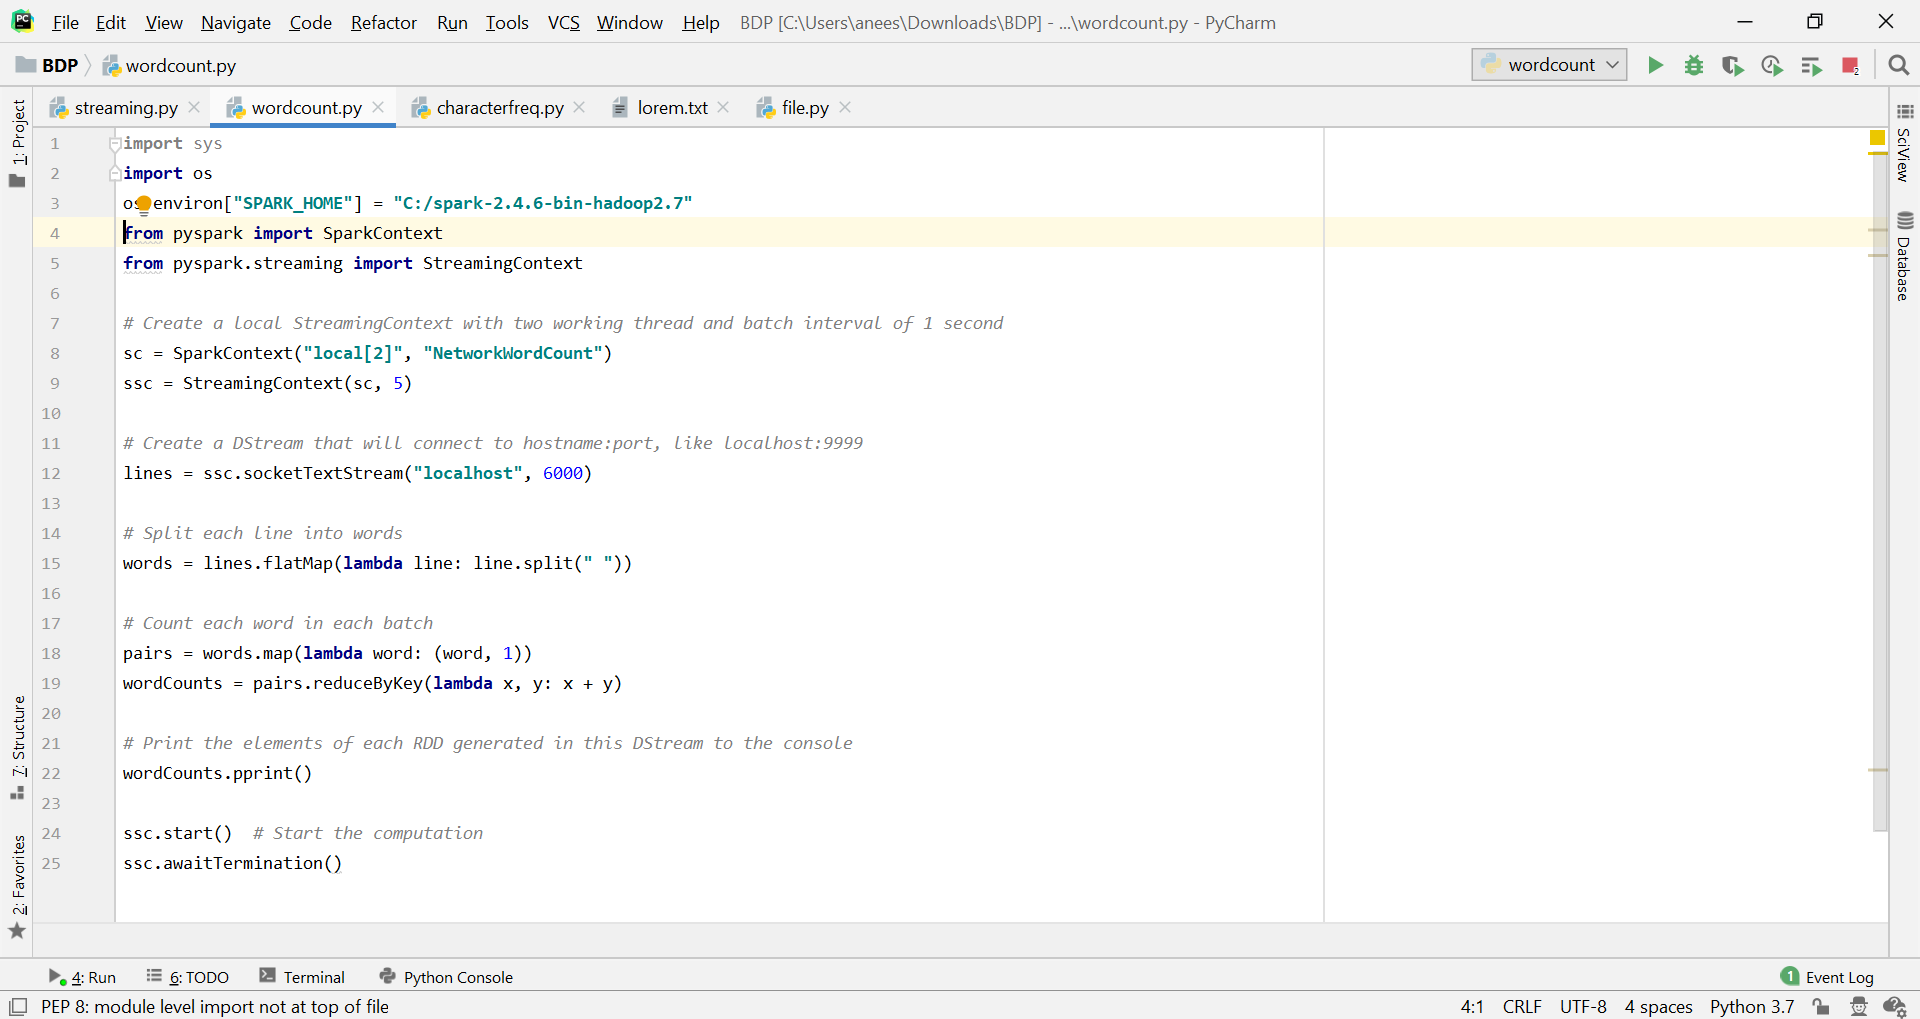 File Edit View Navigate Code Refactor Run Tools VCS Window Help BDP [C:\Users\anees\Downloads\BDP] - ...\wordcount.py - PyCharm
BDP wordcount.py wordcount
streaming.py wordcount.py characterfreq.py lorem.txt file.py
1: Project
7: Structure
2: Favorites
SciView
Database
1 import sys
2 import os
3 os.environ["SPARK_HOME"] = "C:/spark-2.4.6-bin-hadoop2.7"
4 from pyspark import SparkContext
5 from pyspark.streaming import StreamingContext
6
7 # Create a local StreamingContext with two working thread and batch interval of 1 second
8 sc = SparkContext("local[2]", "NetworkWordCount")
9 ssc = StreamingContext(sc, 5)
10
11 # Create a DStream that will connect to hostname:port, like localhost:9999
12 lines = ssc.socketTextStream("localhost", 6000)
13
14 # Split each line into words
15 words = lines.flatMap(lambda line: line.split(" "))
16
17 # Count each word in each batch
18 pairs = words.map(lambda word: (word, 1))
19 wordCounts = pairs.reduceByKey(lambda x, y: x + y)
20
21 # Print the elements of each RDD generated in this DStream to the console
22 wordCounts.pprint()
23
24 ssc.start()  # Start the computation
25 ssc.awaitTermination()
4: Run 6: TODO Terminal Python Console 1 Event Log
PEP 8: module level import not at top of file 4:1 CRLF UTF-8 4 spaces Python 3.7